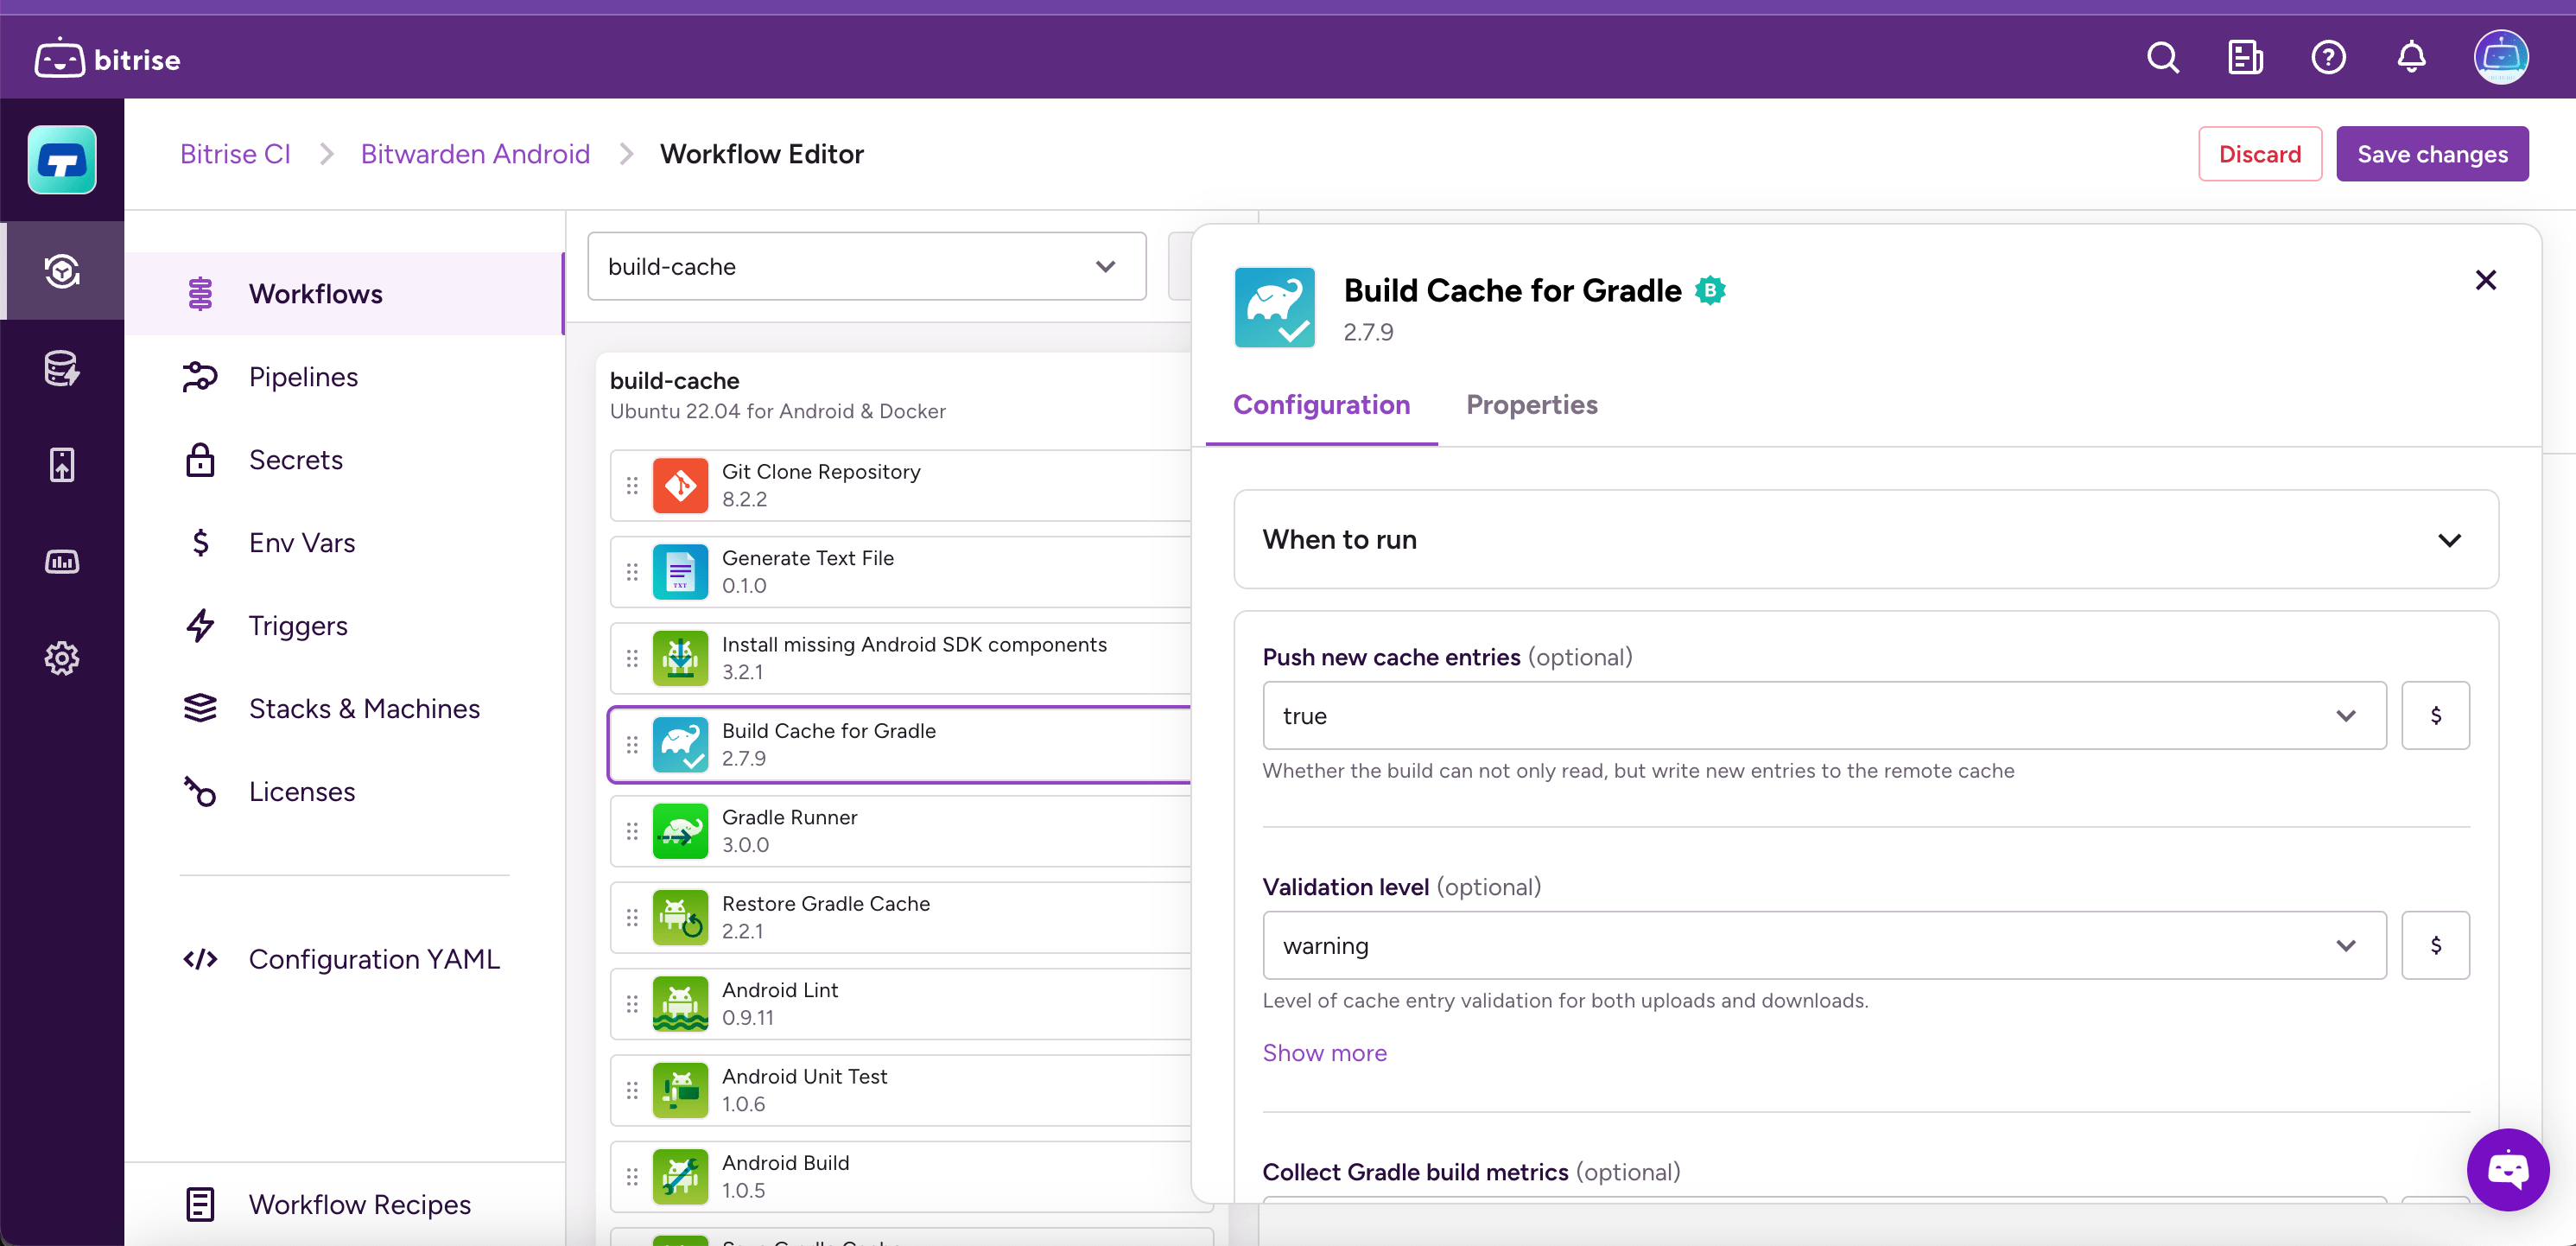 bitrise
Bitrise CI
Bitwarden Android
Workflow Editor
Discard
Save changes
Workflows
Pipelines
Secrets
Env Vars
Triggers
Stacks & Machines
Licenses
Configuration YAML
Workflow Recipes
build-cache
build-cache
Ubuntu 22.04 for Android & Docker
Git Clone Repository
8.2.2
TXT
Generate Text File
0.1.0
Install missing Android SDK components
3.2.1
Build Cache for Gradle
2.7.9
Gradle Runner
3.0.0
Restore Gradle Cache
2.2.1
Android Lint
0.9.11
Android Unit Test
1.0.6
Android Build
1.0.5
Build Cache for Gradle B
2.7.9
Configuration
Properties
When to run
Push new cache entries (optional)
true
$
Whether the build can not only read, but write new entries to the remote cache
Validation level (optional)
warning
$
Level of cache entry validation for both uploads and downloads.
Show more
Collect Gradle build metrics (optional)